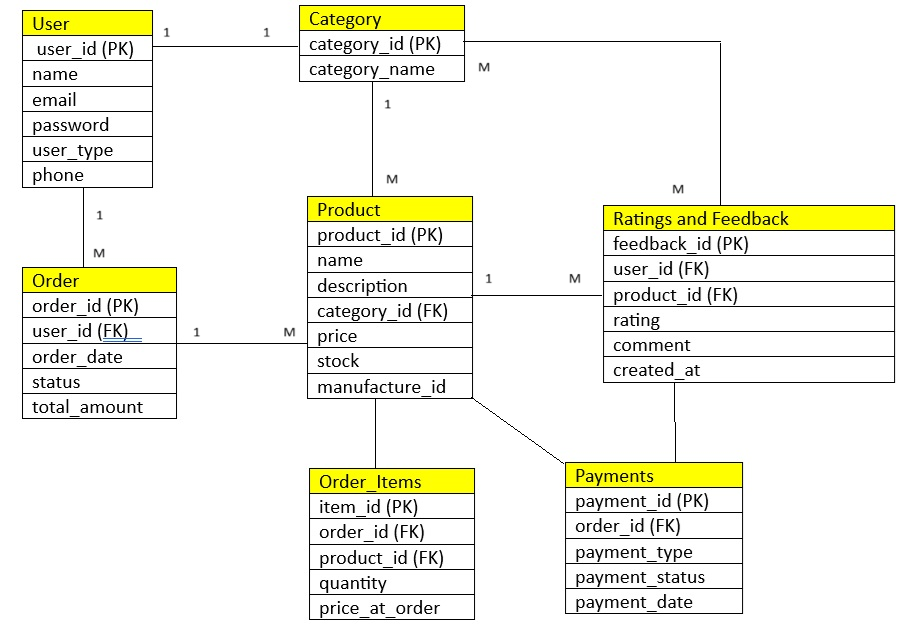 User
user_id (PK)
name
email
password
user_type
phone
1
1
Category
category_id (PK)
category_name
M
1
M
1
M
M
Order
order_id (PK)
user_id (FK)
order_date
status
total_amount
1
M
Product
product_id (PK)
name
description
category_id (FK)
price
stock
manufacture_id
1
M
Ratings and Feedback
feedback_id (PK)
user_id (FK)
product_id (FK)
rating
comment
created_at
Order_Items
item_id (PK)
order_id (FK)
product_id (FK)
quantity
price_at_order
Payments
payment_id (PK)
order_id (FK)
payment_type
payment_status
payment_date